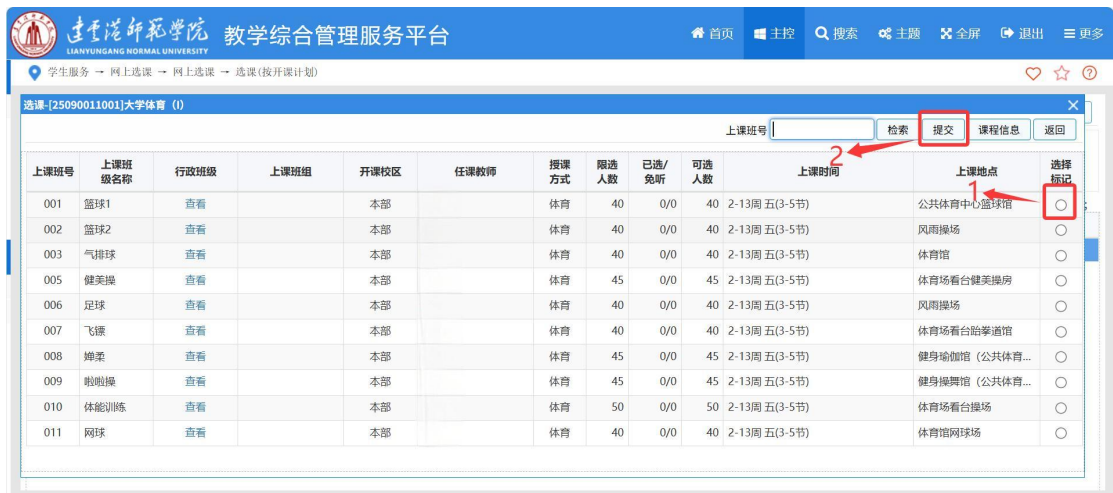 连云港师范学院 教学综合管理服务平台 首页 主控 搜索 主题 全屏 退出 更多
LIANYUNGANG NORMAL UNIVERSITY
学生服务 → 网上选课 → 网上选课 → 选课(按开课计划)
选课-[25090011001]大学体育（I）
上课班号 检索 提交 课程信息 返回
2
上课班号 上课班级名称 行政班级 上课班组 开课校区 任课教师 授课方式 限选人数 已选/免听 可选人数 上课时间 上课地点 选择标记
1
001 篮球1 查看 本部 体育 40 0/0 40 2-13周 五(3-5节) 公共体育中心篮球馆
002 篮球2 查看 本部 体育 40 0/0 40 2-13周 五(3-5节) 风雨操场
003 气排球 查看 本部 体育 40 0/0 40 2-13周 五(3-5节) 体育馆
005 健美操 查看 本部 体育 45 0/0 45 2-13周 五(3-5节) 体育场看台健美操房
006 足球 查看 本部 体育 40 0/0 40 2-13周 五(3-5节) 风雨操场
007 飞镖 查看 本部 体育 40 0/0 40 2-13周 五(3-5节) 体育场看台跆拳道馆
008 婵柔 查看 本部 体育 45 0/0 45 2-13周 五(3-5节) 健身瑜伽馆（公共体育...
009 啦啦操 查看 本部 体育 45 0/0 45 2-13周 五(3-5节) 健身操舞馆（公共体育...
010 体能训练 查看 本部 体育 50 0/0 50 2-13周 五(3-5节) 体育场看台操场
011 网球 查看 本部 体育 40 0/0 40 2-13周 五(3-5节) 体育馆网球场